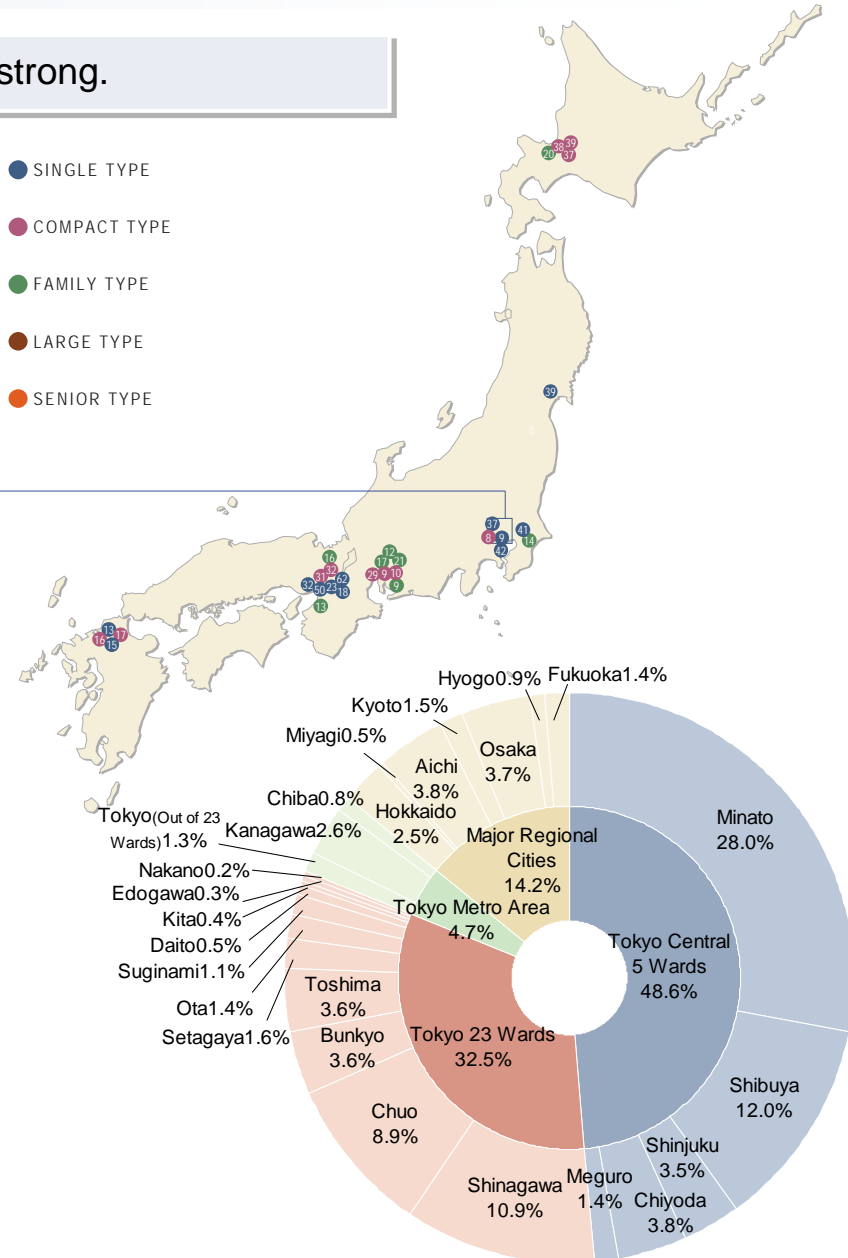 strong.
SINGLE TYPE
COMPACT TYPE
FAMILY TYPE
LARGE TYPE
SENIOR TYPE
39
38
20
37
39
37
41
8
9
14
42
16
12
17
21
32
31
62
29
9
10
32
50
23
18
9
13
13
17
16
15
Hyogo0.9%
Fukuoka1.4%
Kyoto1.5%
Miyagi0.5%
Osaka
3.7%
Aichi
3.8%
Chiba0.8%
Hokkaido
2.5%
Tokyo(Out of 23
Wards)1.3%
Kanagawa2.6%
Nakano0.2%
Edogawa0.3%
Kita0.4%
Daito0.5%
Suginami1.1%
Ota1.4%
Setagaya1.6%
Major Regional
Cities
14.2%
Minato
28.0%
Tokyo Metro Area
4.7%
Tokyo Central
5 Wards
48.6%
Toshima
3.6%
Tokyo 23 Wards
32.5%
Bunkyo
3.6%
Chuo
8.9%
Shibuya
12.0%
Shinjuku
3.5%
Meguro
1.4%
Chiyoda
3.8%
Shinagawa
10.9%